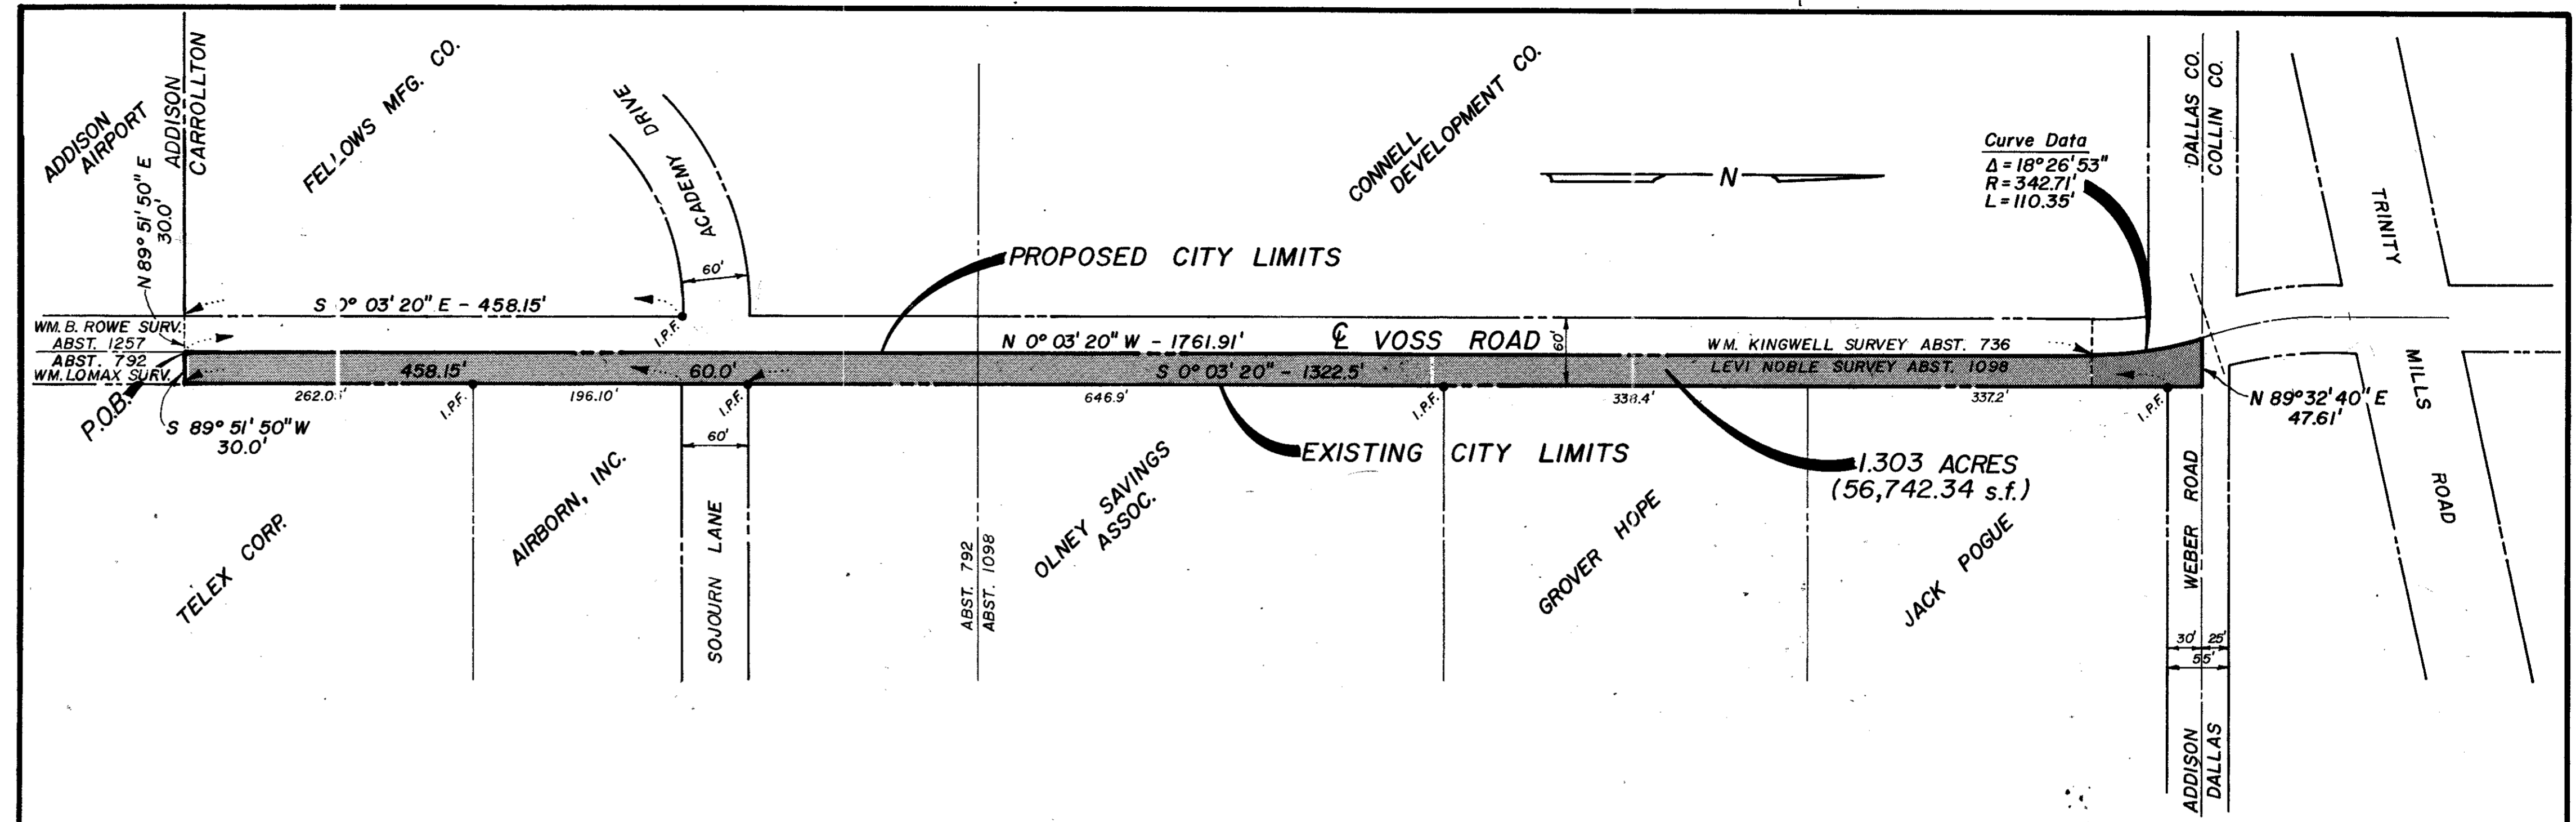 ADDISON
AIRPORT
ADDISON
CARROLLTON
N 89° 51' 50" E
30.0'
FELLOWS MFG. CO.
ACADEMY DRIVE
60'
CONNELL
DEVELOPMENT CO.
N
Curve Data
Δ = 18° 26' 53"
R = 342.71'
L = 110.35'
DALLAS CO.
COLLIN CO.
TRINITY
MILLS
ROAD
PROPOSED CITY LIMITS
S 0° 03' 20" E - 458.15'
I.P.F.
WM. B. ROWE SURV.
ABST. 1257
ABST. 792
WM. LOMAX SURV.
N 0° 03' 20" W - 1761.91'
℄ VOSS ROAD
60'
WM. KINGWELL SURVEY ABST. 736
LEVI NOBLE SURVEY ABST. 1098
458.15'
60.0'
S 0° 03' 20" - 1322.5'
P.O.B.
262.0
I.P.F.
196.10'
I.P.F.
646.9'
I.P.F.
337.2'
I.P.F.
N 89° 32' 40" E
47.61'
S 89° 51' 50" W
30.0'
60'
EXISTING CITY LIMITS
1.303 ACRES
(56,742.34 s.f.)
TELEX CORP.
AIRBORN, INC.
SOJOURN LANE
ABST. 792
ABST. 1098
OLNEY SAVINGS
ASSOC.
GROVER HOPE
JACK POGUE
WEBER ROAD
30' 25'
55'
ADDISON
DALLAS